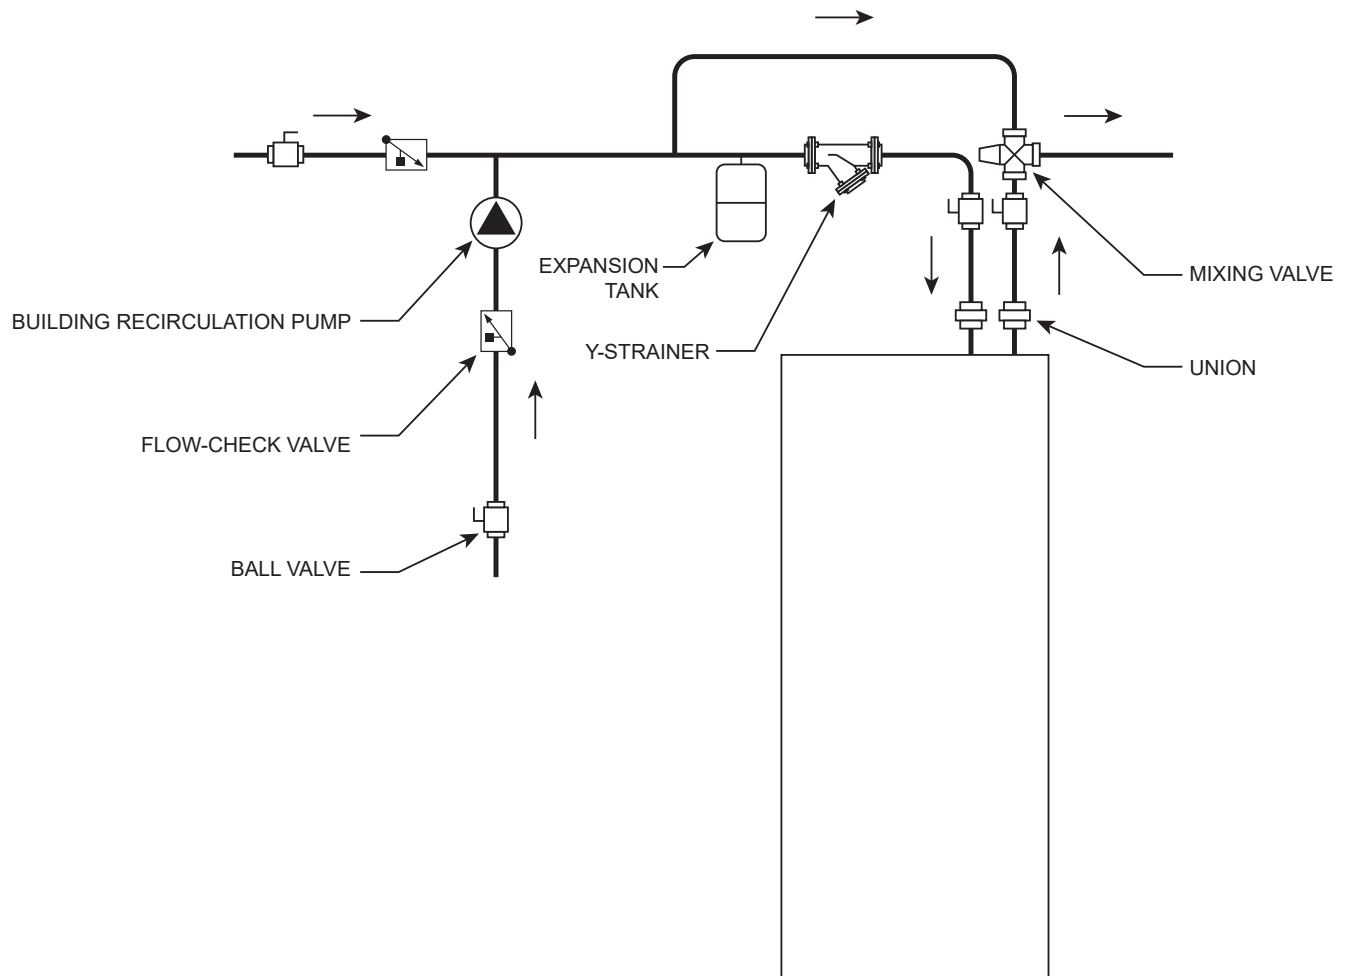 EXPANSION
TANK
MIXING VALVE
BUILDING RECIRCULATION PUMP
Y-STRAINER
UNION
FLOW-CHECK VALVE
BALL VALVE